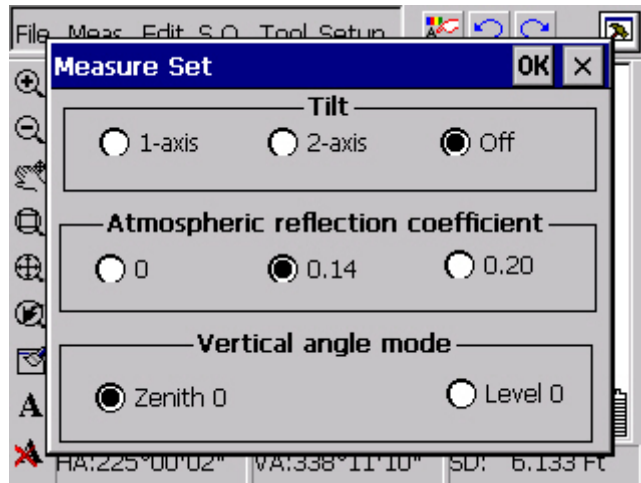 File Meas Edit S.O. Tool Setup
Measure Set OK ×
Tilt
1-axis 2-axis Off
Atmospheric reflection coefficient
0 0.14 0.20
Vertical angle mode
Zenith 0 Level 0
A
A
HA:225°00'02" VA:338°11'10" SD: 6.133 Ft